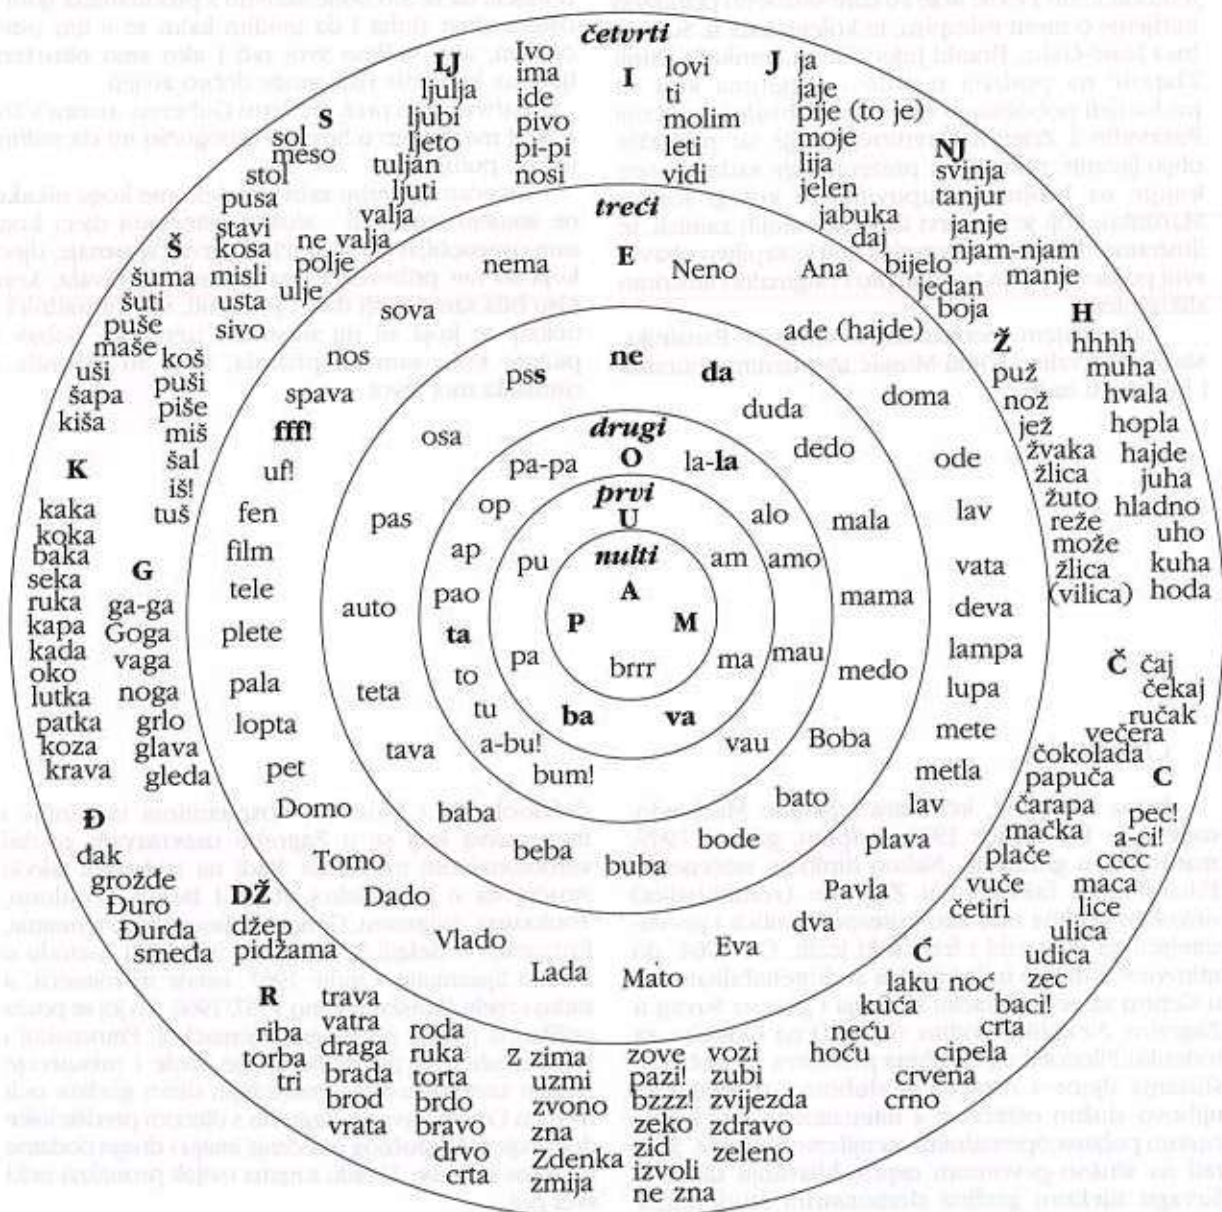 četvrti
LJ
ljulja
ljubi
ljeto
tuljan
ljuti
valja
ne valja
polje
ulje
Ivo
ima
ide
pivo
pi-pi
nosi
I
lovi
ti
molim
leti
vidi
J
ja
jaje
pije (to je)
moje
lija
jelen
jabuka
daj
bijelo
jedan
boja
NJ
svinja
tanjur
janje
njam-njam
manje
S
sol
meso
stol
pusa
stavi
kosa
misli
usta
sivo
Š
šuma
šuti
puše
maše
uši
šapa
kiša
koš
puši
piše
miš
šal
iš!
tuš
H
hhhh
muha
hvala
hopla
hajde
juha
hladno
uho
kuha
hoda
Ž
puž
nož
jež
žvaka
žlica
žuto
reže
može
žlica
(vilica)
K
kaka
koka
baka
seka
ruka
kapa
kada
oko
lutka
patka
koza
krava
G
ga-ga
Goga
vaga
noga
grlo
glava
gleda
Č
čaj
čekaj
ručak
večera
čokolada
papuča
čarapa
mačka
plače
vuče
četiri
C
pec!
a-ci!
cccc
maca
lice
ulica
udica
zec
baci!
crta
cipela
crvena
crno
Đ
đak
grožđe
Đuro
Đurđa
smeđa
DŽ
džep
pidžama
Ć
laku noć
kuća
neću
hoću
R
riba
torba
tri
trava
vatra
draga
brada
brod
vrata
roda
ruka
torta
brdo
bravo
drvo
crta
Z zima
uzmi
zvono
zna
Zdenka
zmija
zove
pazi!
bzzz!
zeko
zid
izvoli
ne zna
vozi
zubi
zvijezda
zdravo
zeleno
treći
E
nema
Neno
Ana
sova
ade (hajde)
nos
spava
fff!
uf!
fen
film
tele
plete
pala
lopta
pet
Domo
Tomo
Dado
Vlado
Lada
Mato
Eva
dva
Pavla
plava
lav
metla
mete
lupa
lampa
deva
vata
lav
ode
doma
ne
da
pss
duda
dedo
osa
pas
auto
teta
tava
baba
beba
buba
bode
bato
Boba
medo
mama
mala
drugi
O
pa-pa
la-la
op
alo
ap
amo
pao
ta
to
tu
a-bu!
bum!
vau
mau
prvi
U
pu
am
pa
ma
ba
va
nulti
A
P
M
brrr